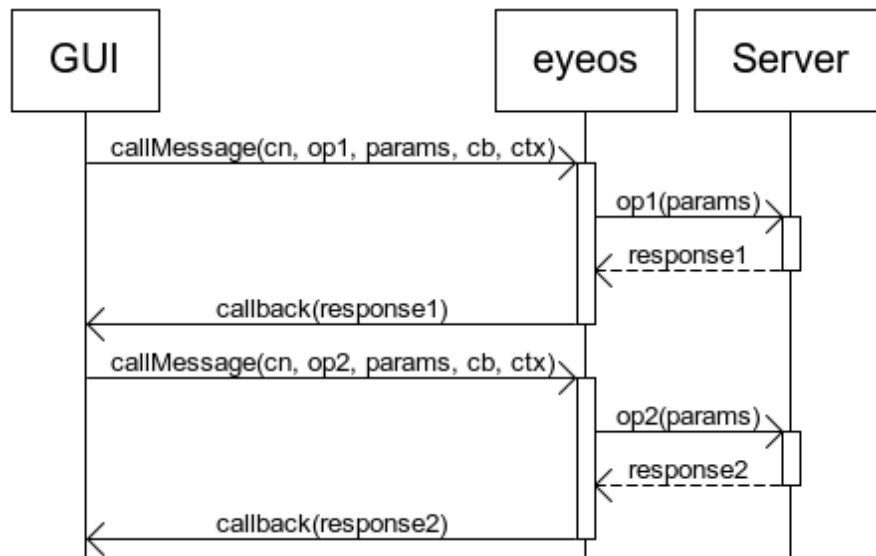 GUI
eyeos
Server
callMessage(cn, op1, params, cb, ctx)
op1(params)
response1
callback(response1)
callMessage(cn, op2, params, cb, ctx)
op2(params)
response2
callback(response2)